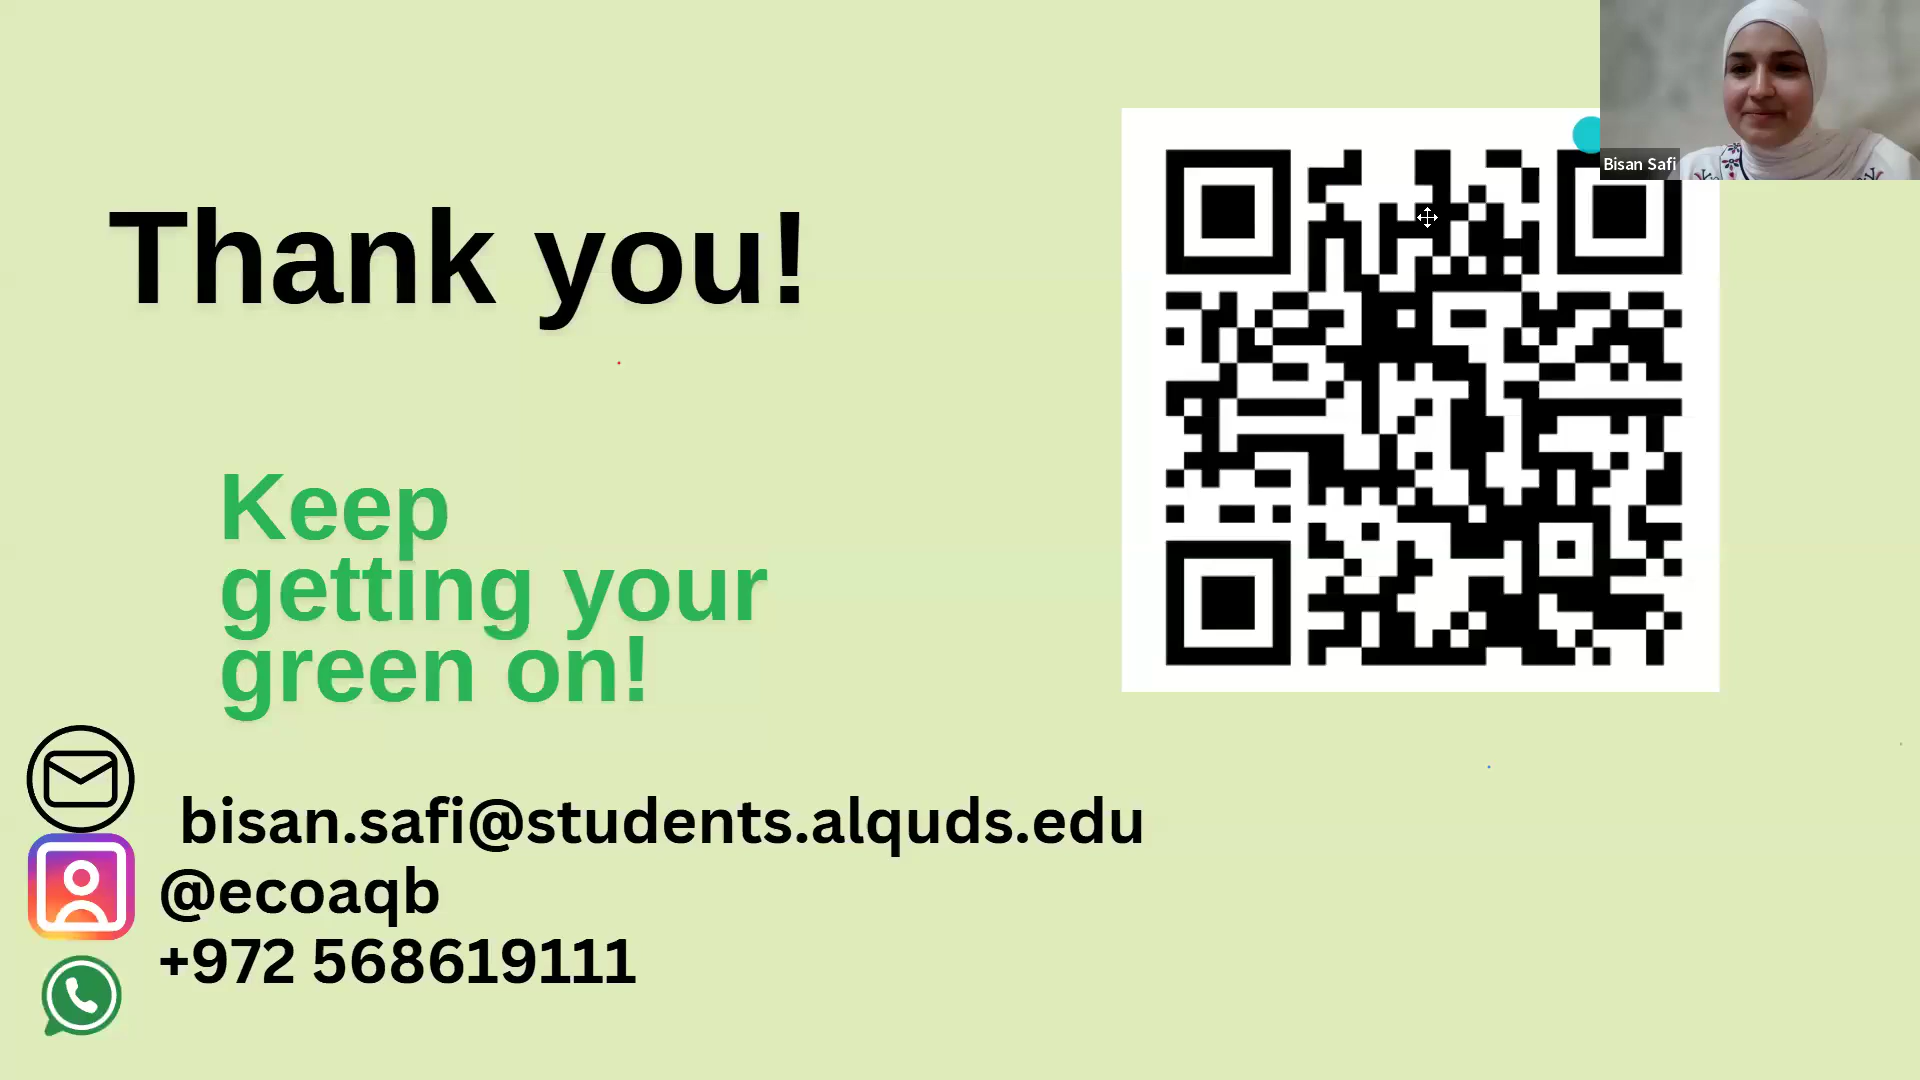 Thank you!
Keep
getting your
green on!
bisan.safi@students.alquds.edu
@ecoaqb
+972 568619111
Bisan Safi